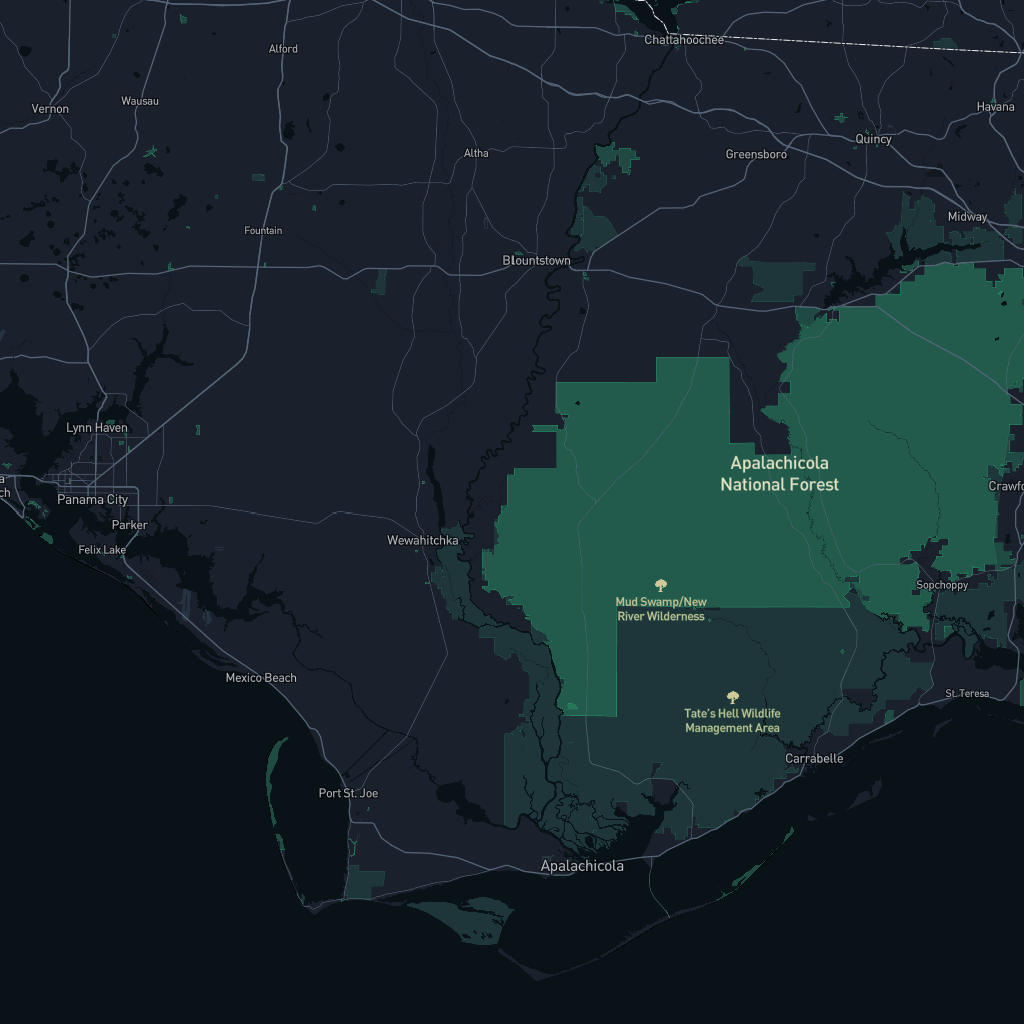 Chattahoochee
Alford
Wausau
Vernon
Havana
Quincy
Altha
Greensboro
Midway
Fountain
Blountstown
Lynn Haven
Apalachicola
National Forest
Panama City
Parker
Felix Lake
Wewahitchka
Sopchoppy
Mud Swamp/New
River Wilderness
Mexico Beach
St. Teresa
Tate's Hell Wildlife
Management Area
Carrabelle
Port St. Joe
Apalachicola